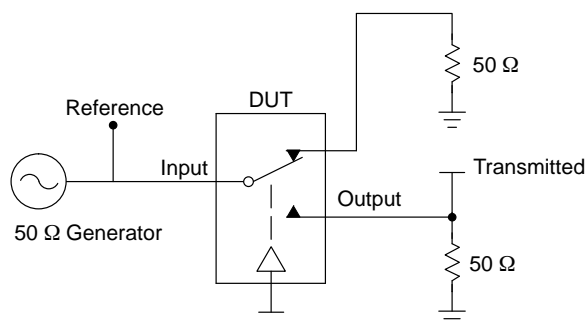 50 Ω
DUT
Reference
Transmitted
Input
Output
50 Ω Generator
50 Ω